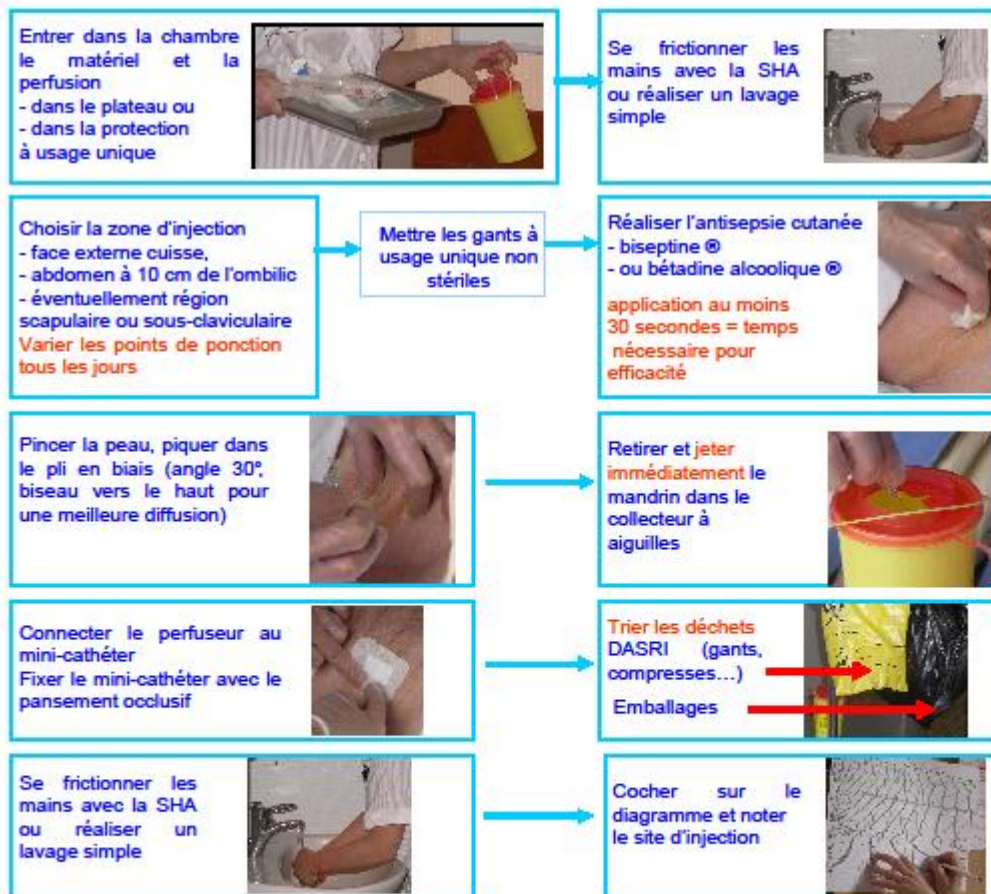 Entrer dans la chambre
le matériel et la
perfusion
- dans le plateau ou
- dans la protection
à usage unique
Se frictionner les
mains avec la SHA
ou réaliser un lavage
simple
Choisir la zone d'injection
- face externe cuisse,
- abdomen à 10 cm de l'ombilic
- éventuellement région
scapulaire ou sous-claviculaire
Varier les points de ponction
tous les jours
Mettre les gants à
usage unique non
stériles
Réaliser l'antisepsie cutanée
- biseptine ®
- ou bétadine alcoolique ®
application au moins
30 secondes = temps
nécessaire pour
efficacité
Pincer la peau, piquer dans
le pli en biais (angle 30°,
biseau vers le haut pour
une meilleure diffusion)
Retirer et jeter
immédiatement le
mandrin dans le
collecteur à
aiguilles
Connecter le perfuseur au
mini-cathéter
Fixer le mini-cathéter avec le
pansement occlusif
Trier les déchets
DASRI (gants,
compresses…)
Emballages
Se frictionner les
mains avec la SHA
ou réaliser un
lavage simple
Cocher sur le
diagramme et noter
le site d'injection